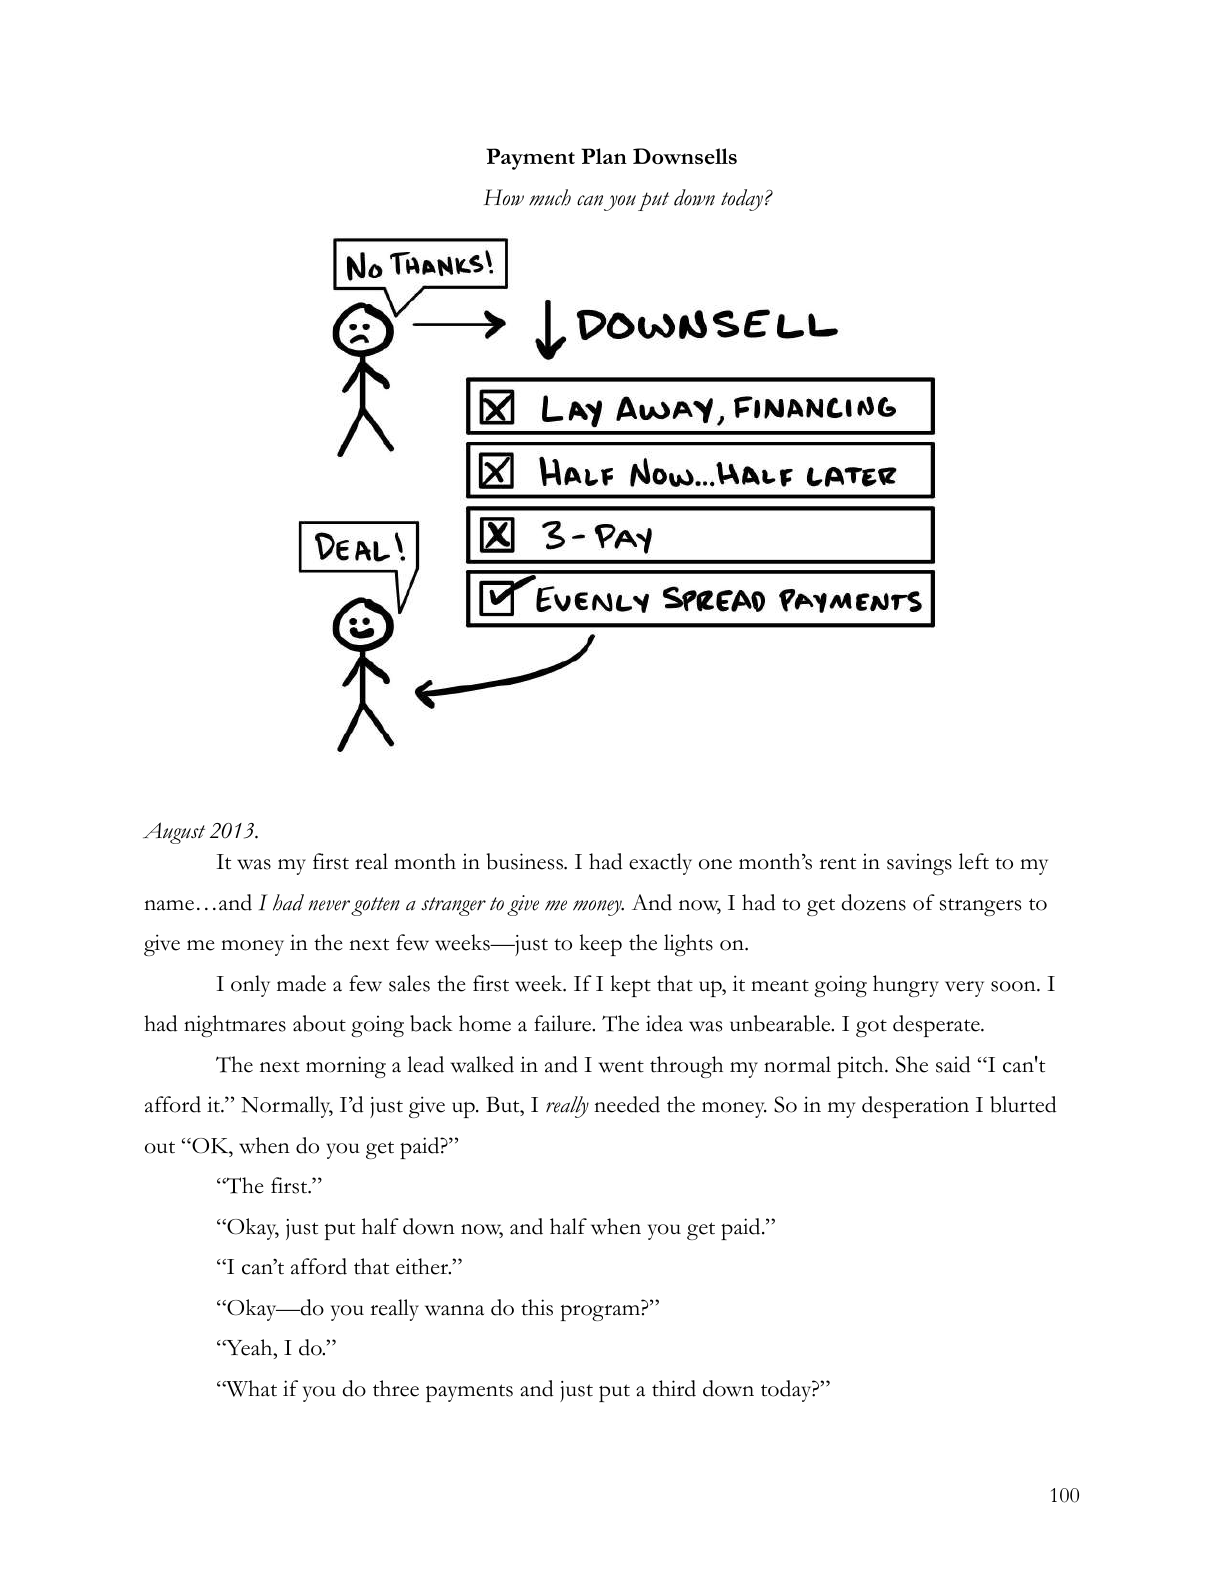 Payment Plan Downsells
How much can you put down today?
No THANKS!
↓ DOWNSELL
LAY AWAY, FINANCING
HALF NOW...HALF LATER
3-PAY
DEAL!
EVENLY SPREAD PAYMENTS
August 2013.
It was my first real month in business. I had exactly one month’s rent in savings left to my
name…and I had never gotten a stranger to give me money. And now, I had to get dozens of strangers to
give me money in the next few weeks—just to keep the lights on.
I only made a few sales the first week. If I kept that up, it meant going hungry very soon. I
had nightmares about going back home a failure. The idea was unbearable. I got desperate.
The next morning a lead walked in and I went through my normal pitch. She said “I can't
afford it.” Normally, I’d just give up. But, I really needed the money. So in my desperation I blurted
out “OK, when do you get paid?”
“The first.”
“Okay, just put half down now, and half when you get paid.”
“I can’t afford that either.”
“Okay—do you really wanna do this program?”
“Yeah, I do.”
“What if you do three payments and just put a third down today?”
100